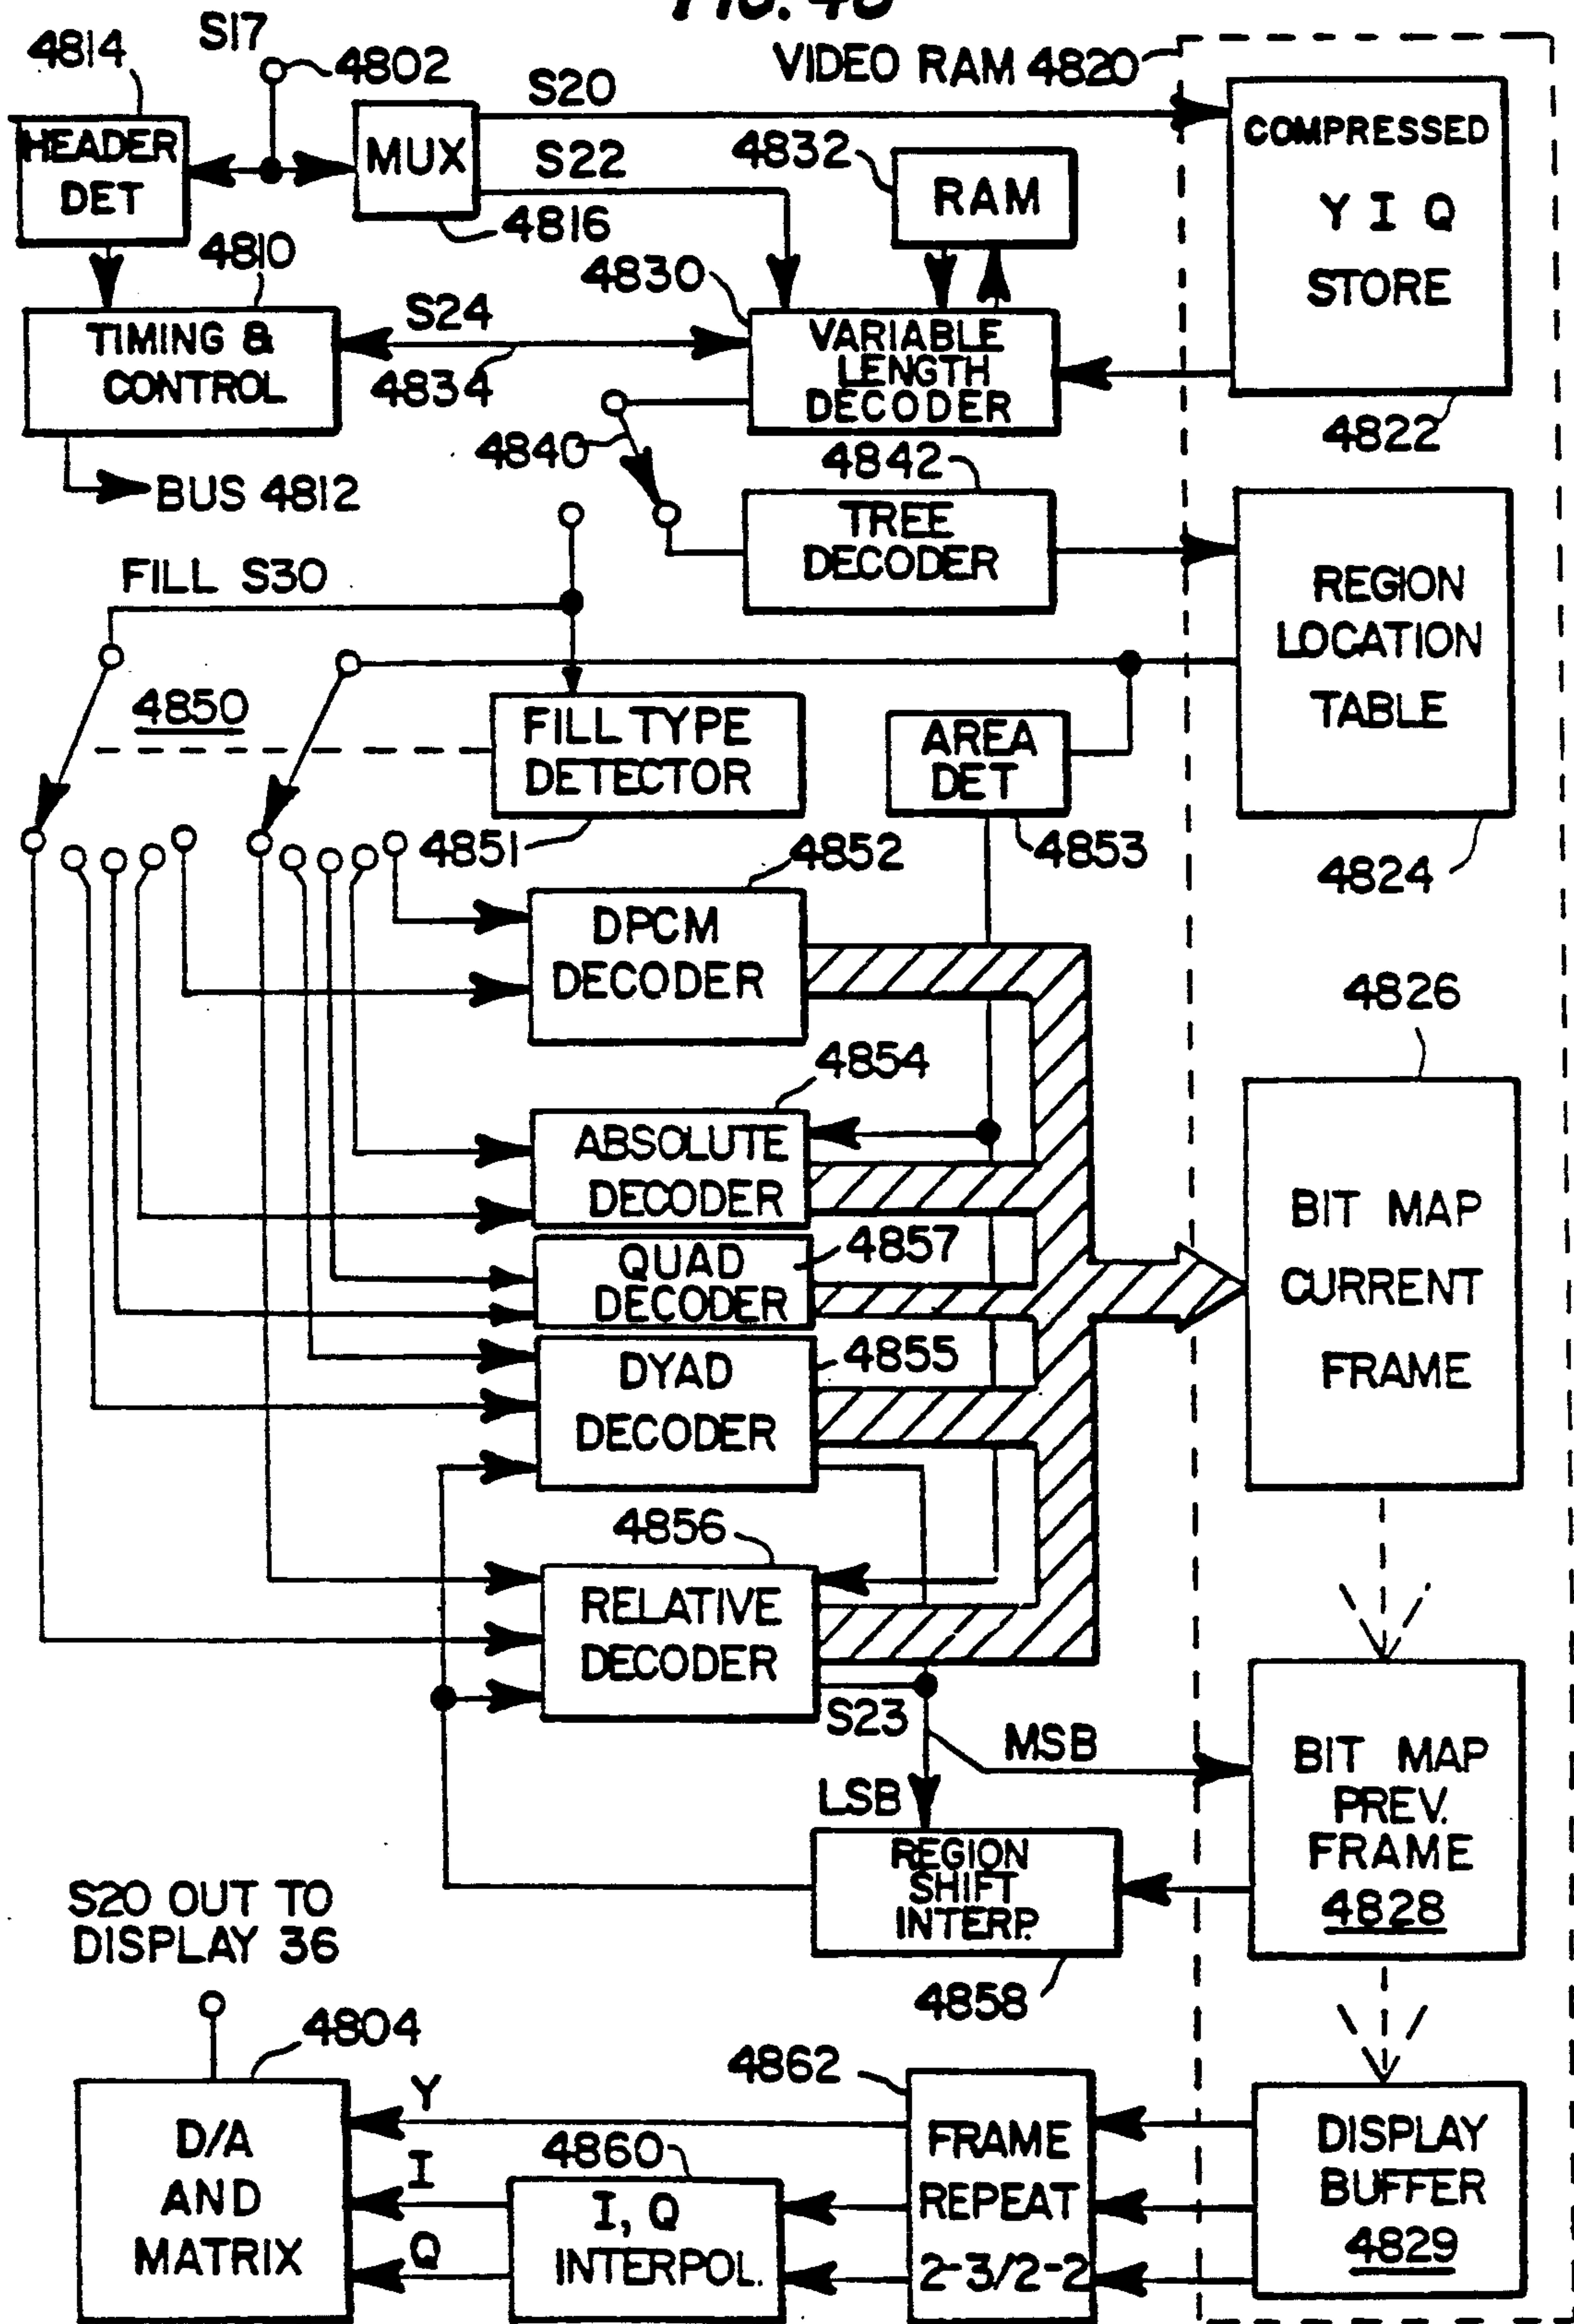 FIG. 48
S17
4814
4802
VIDEO RAM 4820
HEADER
DET
MUX
S20
S22
4816
4832
RAM
COMPRESSED
Y I Q
STORE
4822
4810
TIMING &
CONTROL
S24
4834
4830
VARIABLE
LENGTH
DECODER
4840
BUS 4812
4842
TREE
DECODER
REGION
LOCATION
TABLE
4824
FILL S30
4850
FILL TYPE
DETECTOR
4851
AREA
DET
4853
4852
DPCM
DECODER
4826
BIT MAP
CURRENT
FRAME
4854
ABSOLUTE
DECODER
QUAD
DECODER
4857
DYAD
DECODER
4855
4856
RELATIVE
DECODER
S23
MSB
LSB
BIT MAP
PREV.
FRAME
4828
REGION
SHIFT
INTERP.
4858
S20 OUT TO
DISPLAY 36
4804
D/A
AND
MATRIX
Y
I
Q
4860
I, Q
INTERPOL.
4862
FRAME
REPEAT
2-3/2-2
DISPLAY
BUFFER
4829